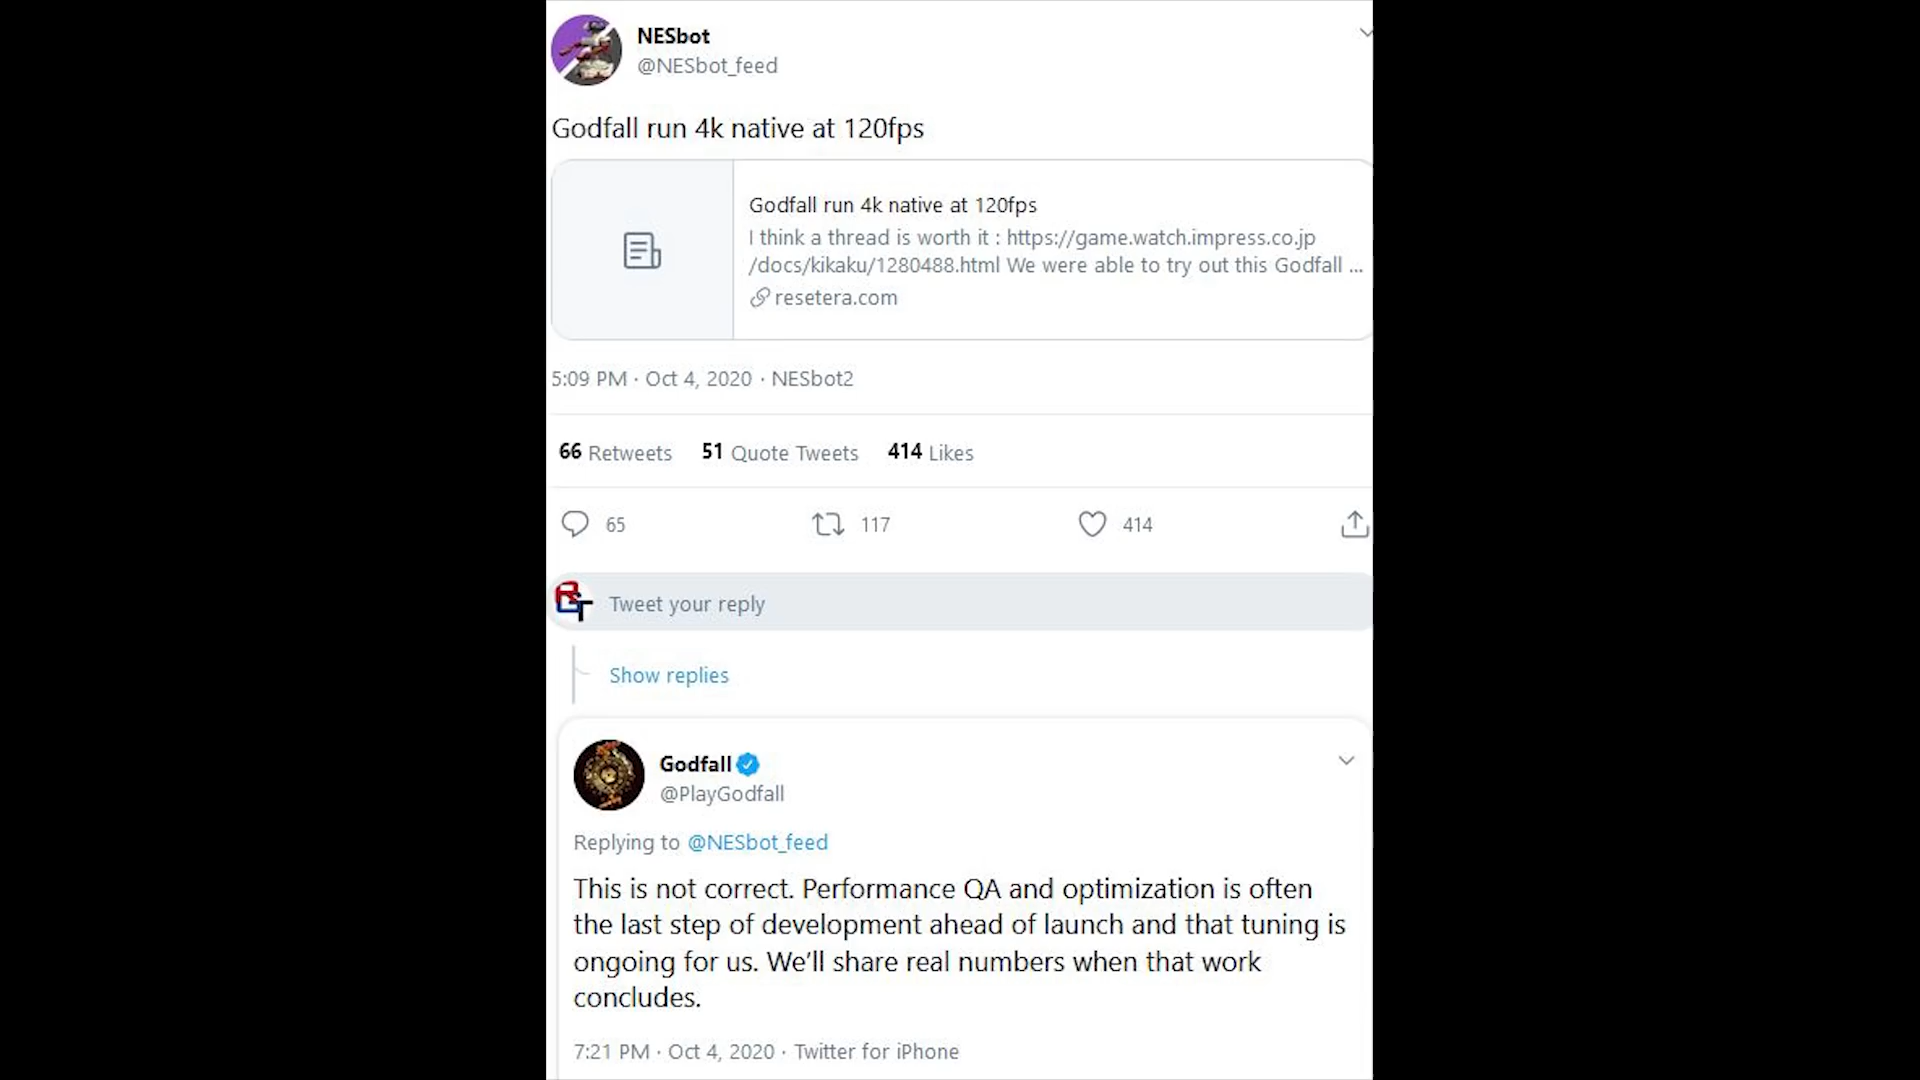 NESbot
@NESbot_feed
Godfall run 4k native at 120fps
Godfall run 4k native at 120fps
I think a thread is worth it : https://game.watch.impress.co.jp
/docs/kikaku/1280488.html We were able to try out this Godfall ...
resetera.com
5:09 PM · Oct 4, 2020 · NESbot2
66 Retweets 51 Quote Tweets 414 Likes
65 117 414
RGT Tweet your reply
Show replies
Godfall
@PlayGodfall
Replying to @NESbot_feed
This is not correct. Performance QA and optimization is often
the last step of development ahead of launch and that tuning is
ongoing for us. We'll share real numbers when that work
concludes.
7:21 PM · Oct 4, 2020 · Twitter for iPhone